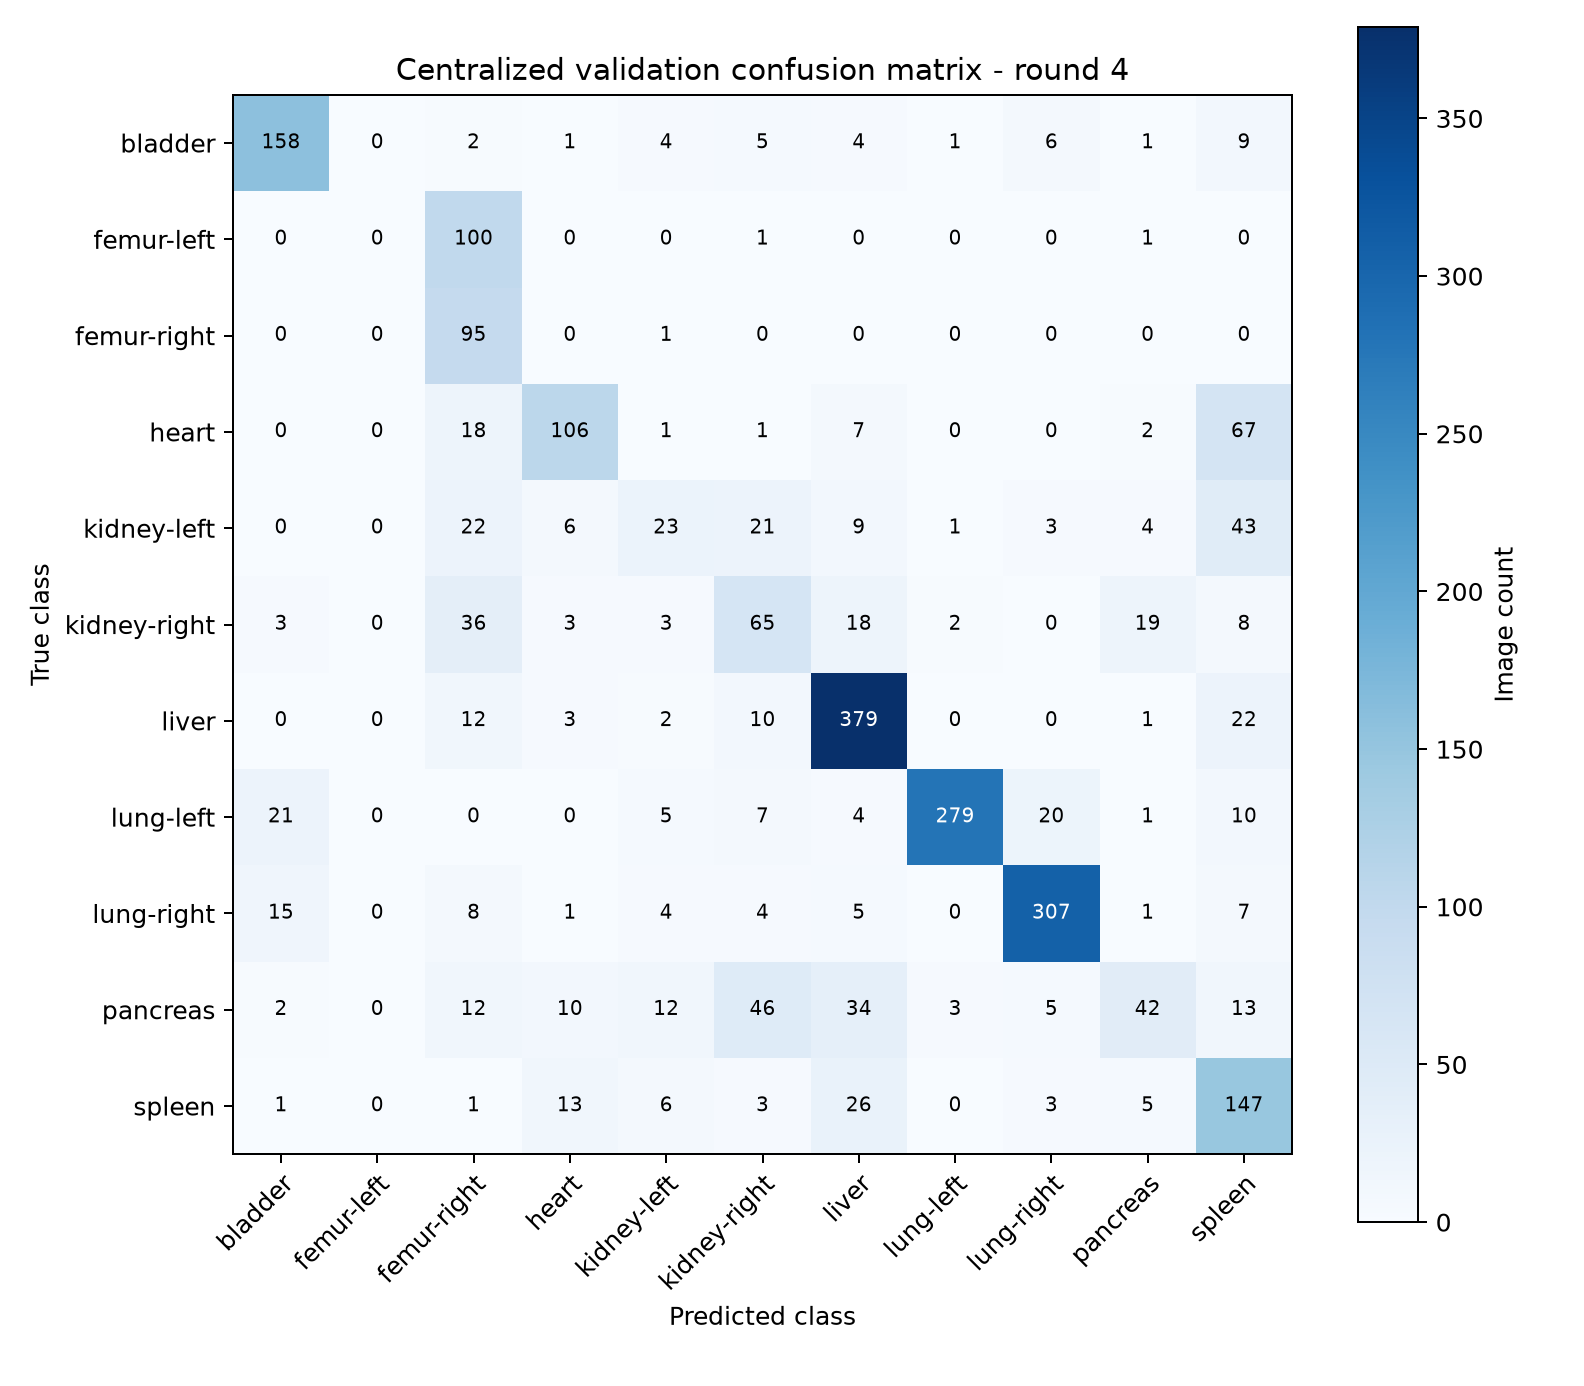 Centralized validation confusion matrix - round 4
bladder 158 0 2 1 4 5 4 1 6 1 9
femur-left 0 0 100 0 0 1 0 0 0 1 0
femur-right 0 0 95 0 1 0 0 0 0 0 0
heart 0 0 18 106 1 1 7 0 0 2 67
kidney-left 0 0 22 6 23 21 9 1 3 4 43
kidney-right 3 0 36 3 3 65 18 2 0 19 8
liver 0 0 12 3 2 10 379 0 0 1 22
lung-left 21 0 0 0 5 7 4 279 20 1 10
lung-right 15 0 8 1 4 4 5 0 307 1 7
pancreas 2 0 12 10 12 46 34 3 5 42 13
spleen 1 0 1 13 6 3 26 0 3 5 147
True class
bladder femur-left femur-right heart kidney-left kidney-right liver lung-left lung-right pancreas spleen
Predicted class
350
300
250
200
150
100
50
0
Image count